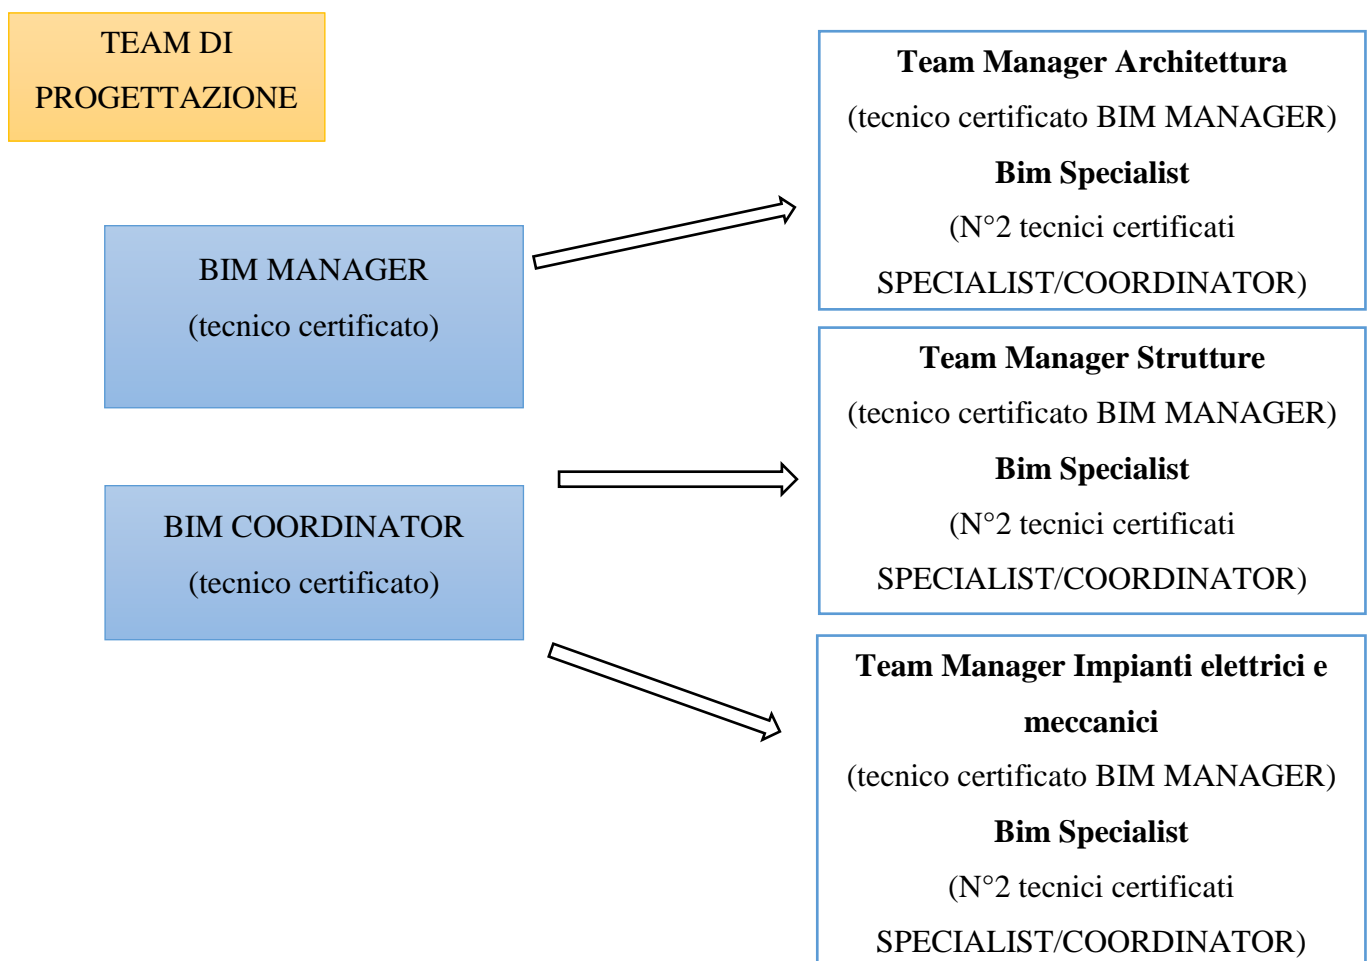 TEAM DI
PROGETTAZIONE
BIM MANAGER
(tecnico certificato)
BIM COORDINATOR
(tecnico certificato)
Team Manager Architettura
(tecnico certificato BIM MANAGER)
Bim Specialist
(N°2 tecnici certificati
SPECIALIST/COORDINATOR)
Team Manager Strutture
(tecnico certificato BIM MANAGER)
Bim Specialist
(N°2 tecnici certificati
SPECIALIST/COORDINATOR)
Team Manager Impianti elettrici e
meccanici
(tecnico certificato BIM MANAGER)
Bim Specialist
(N°2 tecnici certificati
SPECIALIST/COORDINATOR)